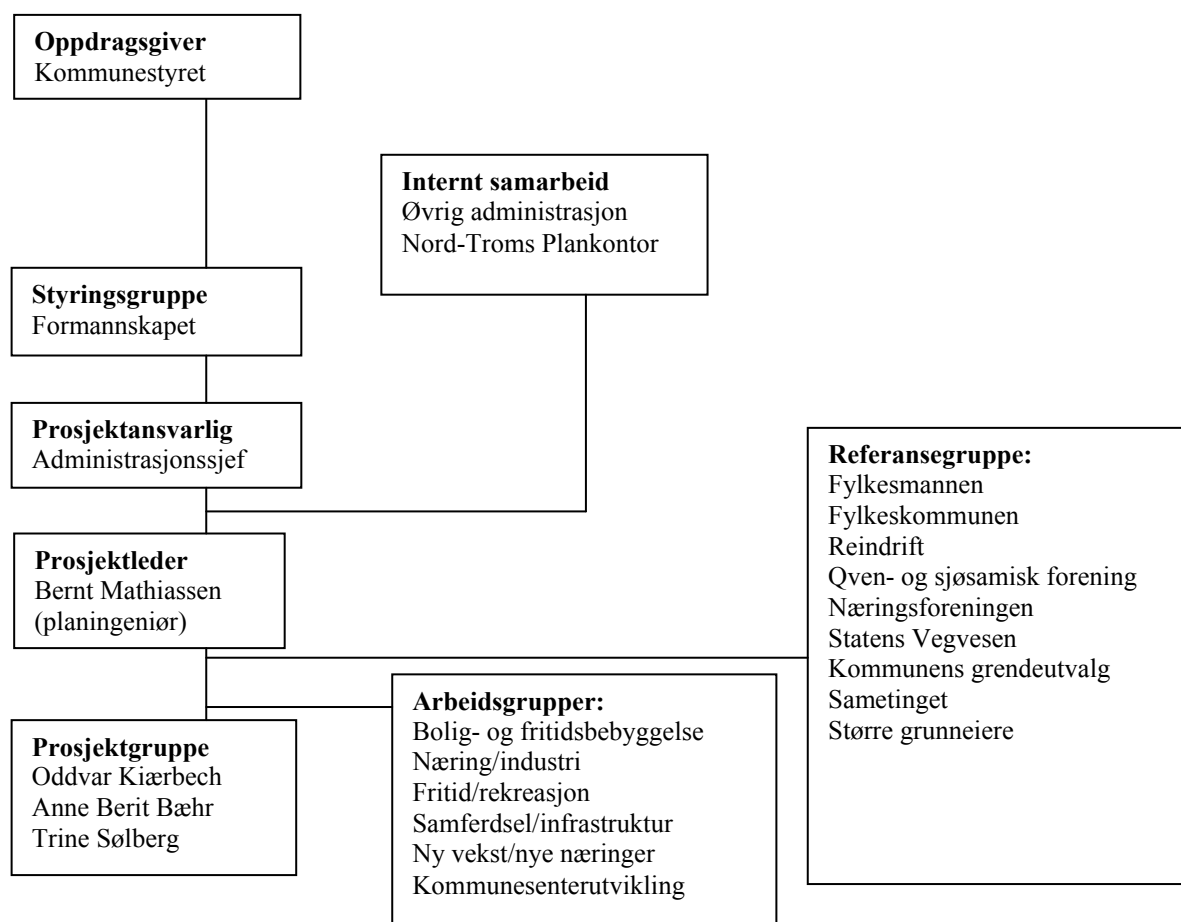 Oppdragsgiver
Kommunestyret
Internt samarbeid
Øvrig administrasjon
Nord-Troms Plankontor
Styringsgruppe
Formannskapet
Prosjektansvarlig
Administrasjonssjef
Prosjektleder
Bernt Mathiassen
(planingeniør)
Referansegruppe:
Fylkesmannen
Fylkeskommunen
Reindrift
Qven- og sjøsamisk forening
Næringsforeningen
Statens Vegvesen
Kommunens grendeutvalg
Sametinget
Større grunneiere
Arbeidsgrupper:
Bolig- og fritidsbebyggelse
Næring/industri
Fritid/rekreasjon
Samferdsel/infrastruktur
Ny vekst/nye næringer
Kommunesenterutvikling
Prosjektgruppe
Oddvar Kiærbech
Anne Berit Bæhr
Trine Sølberg